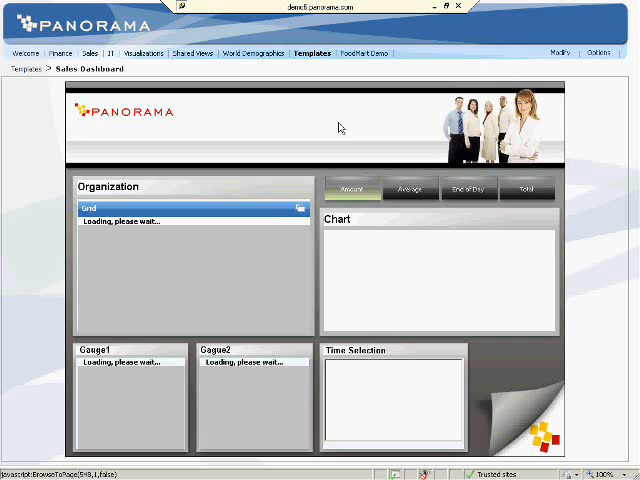 demo6.panorama.com
PANORAMA
Welcome Finance Sales IT Visualizations Shared Views World Demographics Templates FoodMart Demo Modify Options
Templates > Sales Dashboard
PANORAMA
Organization
Amount Average End of Day Total
Grid
Chart
Loading, please wait...
Gauge1
Gague2
Time Selection
Loading, please wait...
Loading, please wait...
javascript:BrowseToPage(548,1,false)
Trusted sites
100%